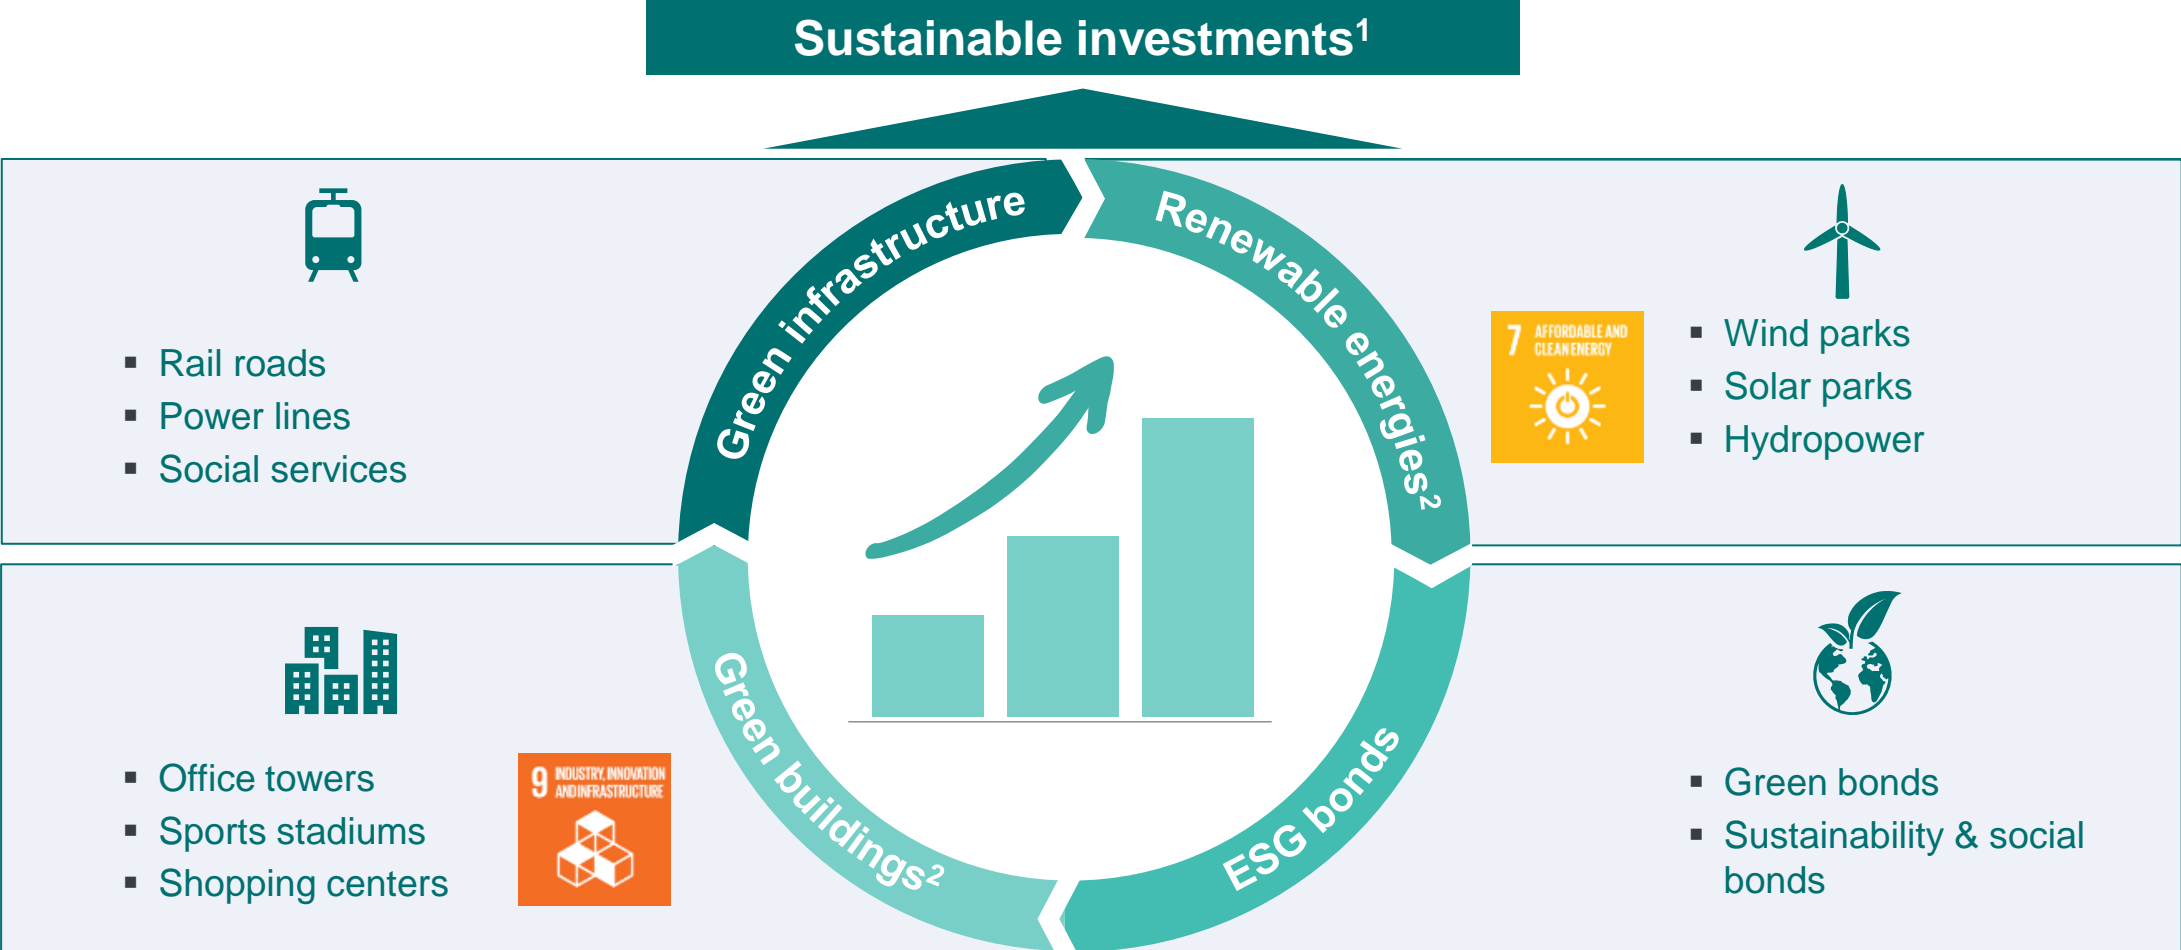 Sustainable investments¹
Green infrastructure
Renewable energies²
Rail roads
Power lines
Social services
7 AFFORDABLE AND
CLEAN ENERGY
Wind parks
Solar parks
Hydropower
Green buildings²
ESG bonds
Office towers
Sports stadiums
Shopping centers
9 INDUSTRY, INNOVATION
AND INFRASTRUCTURE
Green bonds
Sustainability & social
bonds